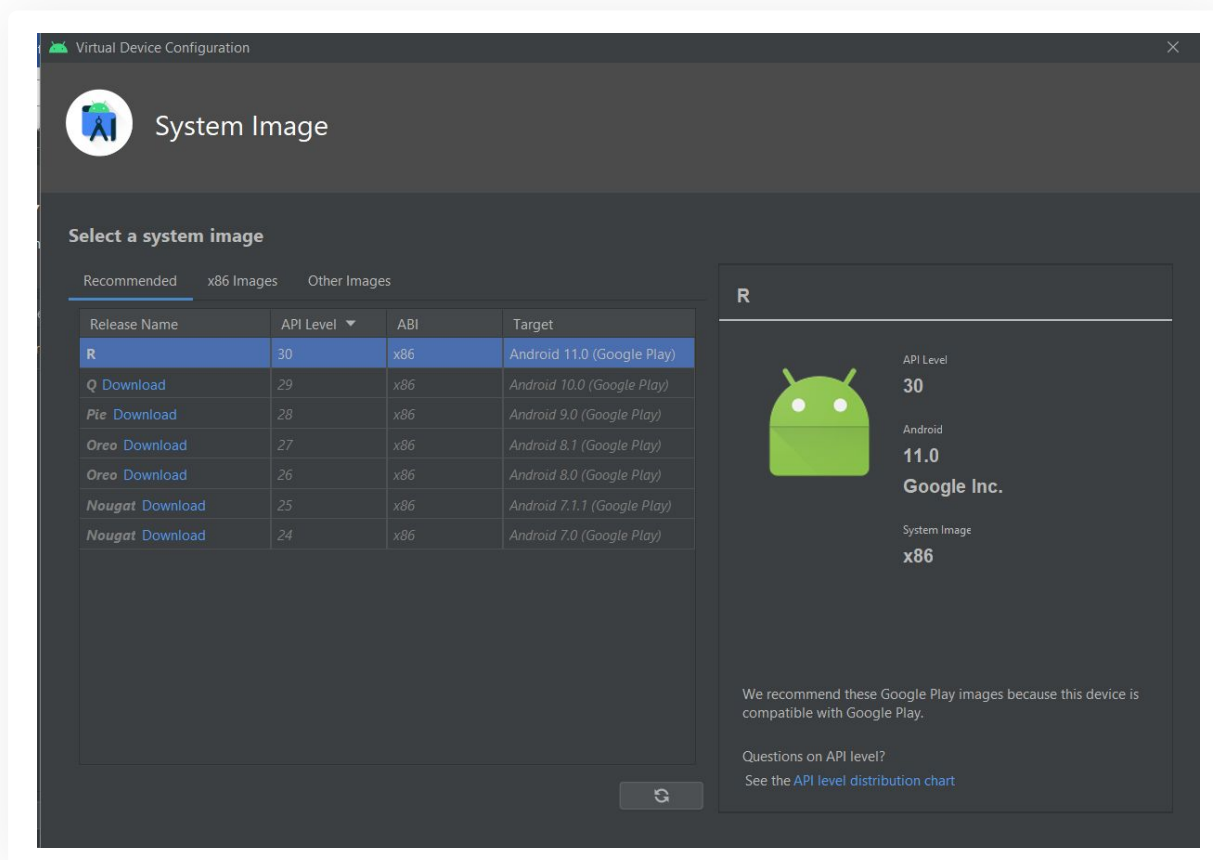 Virtual Device Configuration
System Image
Select a system image
Recommended x86 Images Other Images
Release Name API Level ABI Target
R 30 x86 Android 11.0 (Google Play)
Q Download 29 x86 Android 10.0 (Google Play)
Pie Download 28 x86 Android 9.0 (Google Play)
Oreo Download 27 x86 Android 8.1 (Google Play)
Oreo Download 26 x86 Android 8.0 (Google Play)
Nougat Download 25 x86 Android 7.1.1 (Google Play)
Nougat Download 24 x86 Android 7.0 (Google Play)
R
API Level
30
Android
11.0
Google Inc.
System Image
x86
We recommend these Google Play images because this device is
compatible with Google Play.
Questions on API level?
See the API level distribution chart